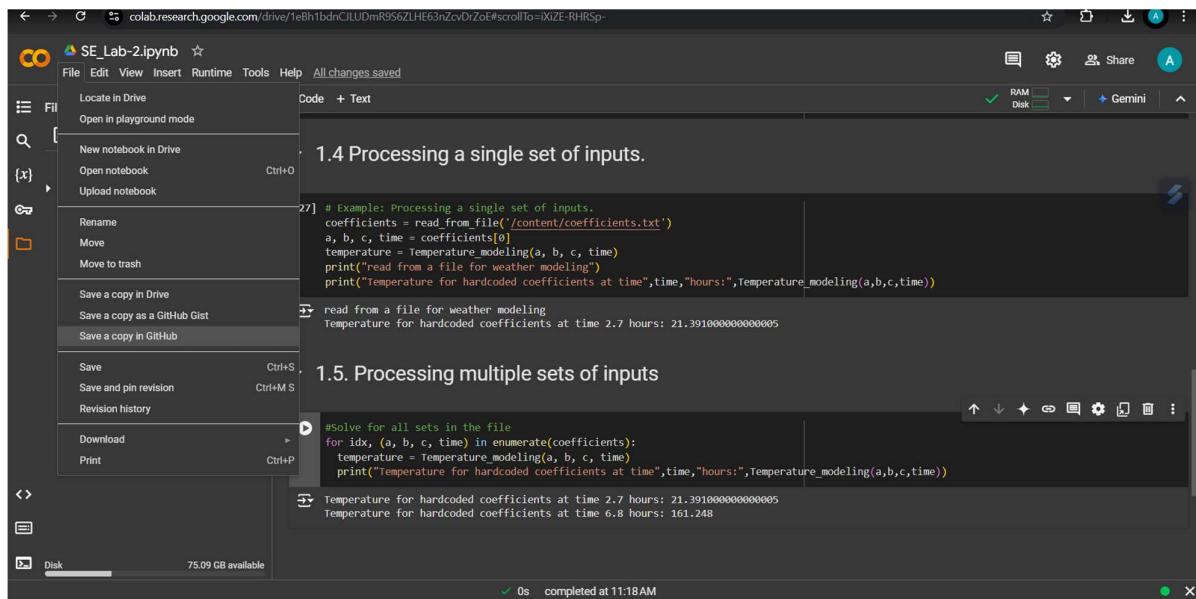 colab.research.google.com/drive/1eBh1bdnCJLUDmR9S6ZLHE63nZcvDrZoE#scrollTo=iXiZE-RHRSp-
A
SE_Lab-2.ipynb
File Edit View Insert Runtime Tools Help All changes saved
Share
A
Code + Text
RAM
Disk
Gemini
Locate in Drive
Open in playground mode
New notebook in Drive
Open notebook Ctrl+O
Upload notebook
Rename
Move
Move to trash
Save a copy in Drive
Save a copy as a GitHub Gist
Save a copy in GitHub
Save Ctrl+S
Save and pin revision Ctrl+M S
Revision history
Download
Print Ctrl+P
{x}
Disk 75.09 GB available
1.4 Processing a single set of inputs.
27] # Example: Processing a single set of inputs.
coefficients = read_from_file('/content/coefficients.txt')
a, b, c, time = coefficients[0]
temperature = Temperature_modeling(a, b, c, time)
print("read from a file for weather modeling")
print("Temperature for hardcoded coefficients at time",time,"hours:",Temperature_modeling(a,b,c,time))
read from a file for weather modeling
Temperature for hardcoded coefficients at time 2.7 hours: 21.391000000000005
1.5. Processing multiple sets of inputs
#Solve for all sets in the file
for idx, (a, b, c, time) in enumerate(coefficients):
temperature = Temperature_modeling(a, b, c, time)
print("Temperature for hardcoded coefficients at time",time,"hours:",Temperature_modeling(a,b,c,time))
Temperature for hardcoded coefficients at time 2.7 hours: 21.391000000000005
Temperature for hardcoded coefficients at time 6.8 hours: 161.248
0s completed at 11:18 AM